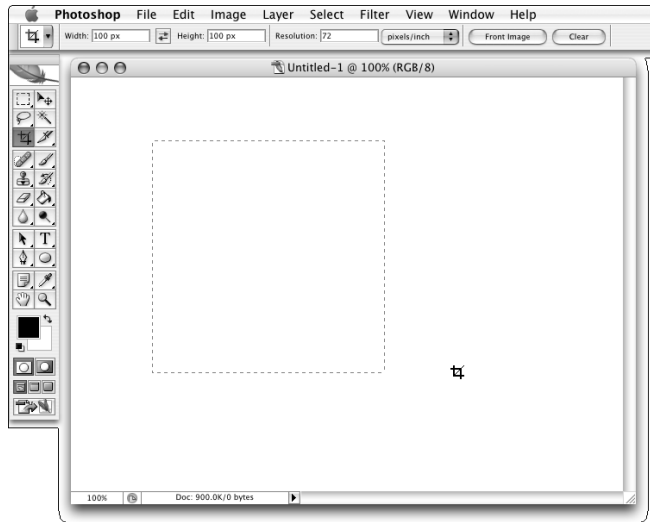 Photoshop File Edit Image Layer Select Filter View Window Help
Width: 100 px Height: 100 px Resolution: 72 pixels/inch Front Image Clear
Untitled-1 @ 100% (RGB/8)
T
100% Doc: 900.0K/0 bytes